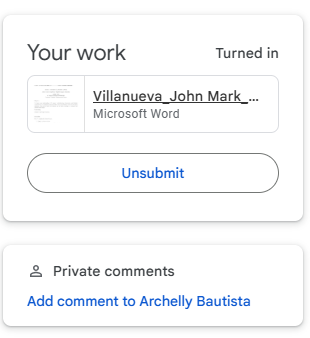 Your work
Turned in
Villanueva_John Mark_...
Microsoft Word
Unsubmit
Private comments
Add comment to Archelly Bautista